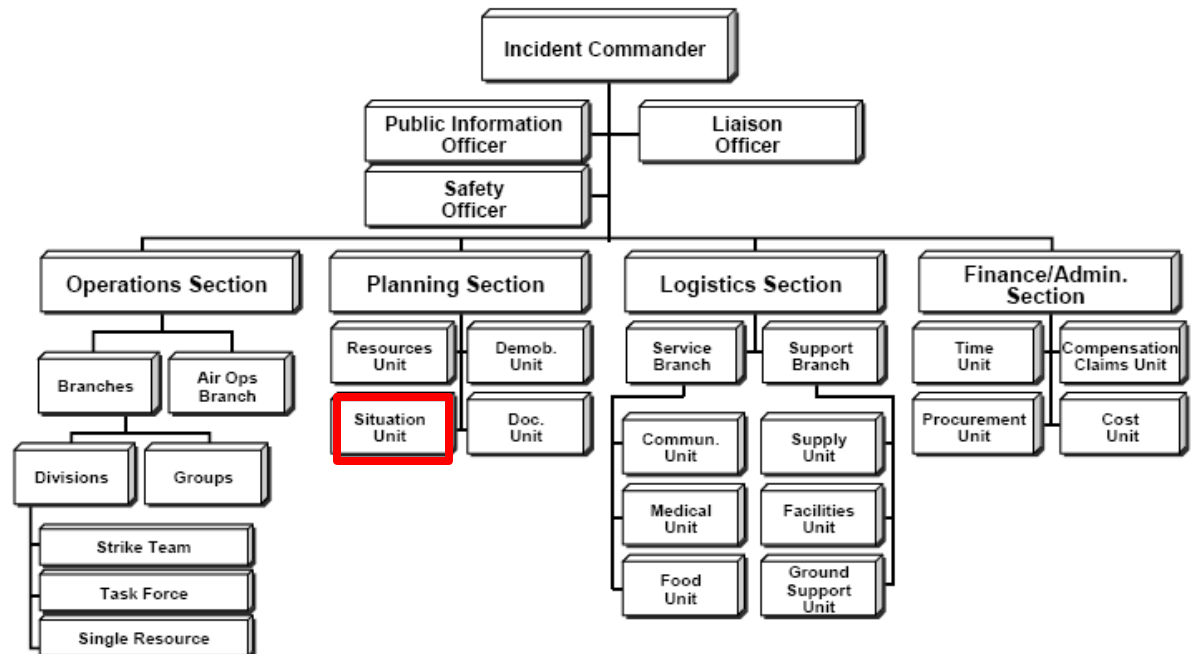 Incident Commander
Public Information
Officer
Liaison
Officer
Safety
Officer
Operations Section
Planning Section
Logistics Section
Finance/Admin.
Section
Branches
Air Ops
Branch
Divisions
Groups
Strike Team
Task Force
Single Resource
Resources
Unit
Demob.
Unit
Situation
Unit
Doc.
Unit
Service
Branch
Support
Branch
Commun.
Unit
Supply
Unit
Medical
Unit
Facilities
Unit
Food
Unit
Ground
Support
Unit
Time
Unit
Compensation
Claims Unit
Procurement
Unit
Cost
Unit